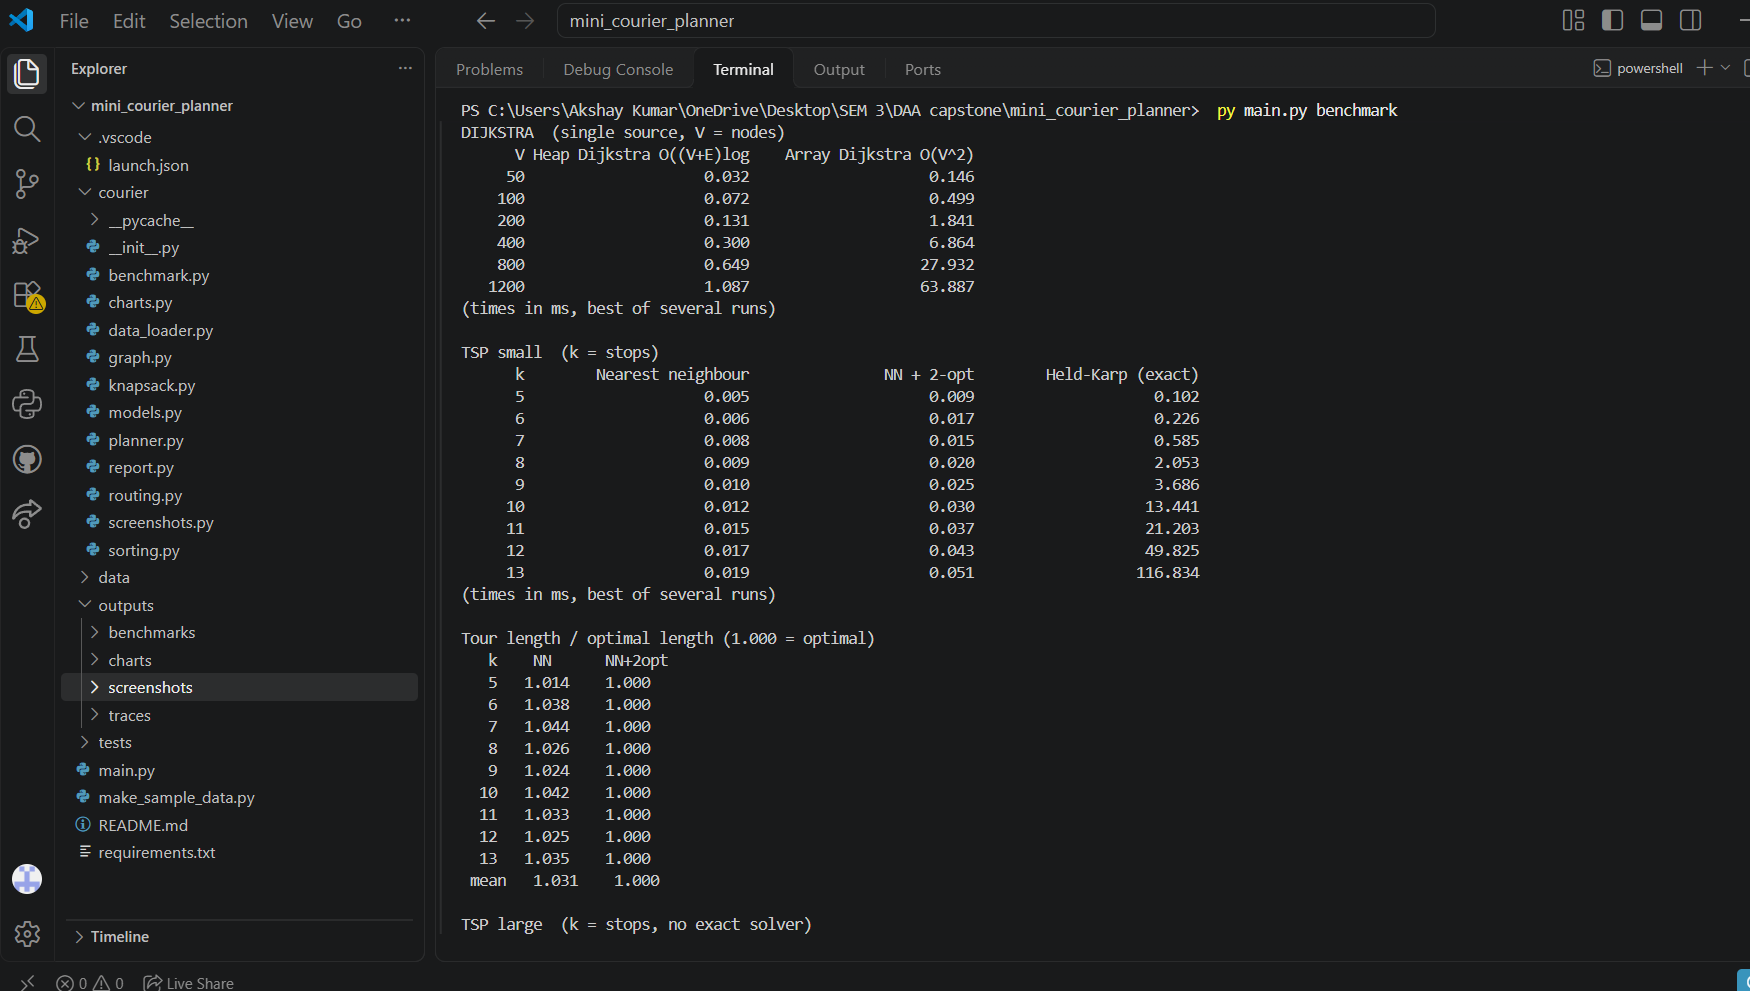 File Edit Selection View Go ···
mini_courier_planner
Explorer ···
mini_courier_planner
.vscode
{} launch.json
courier
__pycache__
__init__.py
benchmark.py
charts.py
data_loader.py
graph.py
knapsack.py
models.py
planner.py
report.py
routing.py
screenshots.py
sorting.py
data
outputs
benchmarks
charts
screenshots
traces
tests
main.py
make_sample_data.py
README.md
requirements.txt
Timeline
Problems Debug Console Terminal Output Ports
powershell
PS C:\Users\Akshay Kumar\OneDrive\Desktop\SEM 3\DAA capstone\mini_courier_planner> py main.py benchmark
DIJKSTRA (single source, V = nodes)
V Heap Dijkstra O((V+E)log Array Dijkstra O(V^2)
50 0.032 0.146
100 0.072 0.499
200 0.131 1.841
400 0.300 6.864
800 0.649 27.932
1200 1.087 63.887
(times in ms, best of several runs)
TSP small (k = stops)
k Nearest neighbour NN + 2-opt Held-Karp (exact)
5 0.005 0.009 0.102
6 0.006 0.017 0.226
7 0.008 0.015 0.585
8 0.009 0.020 2.053
9 0.010 0.025 3.686
10 0.012 0.030 13.441
11 0.015 0.037 21.203
12 0.017 0.043 49.825
13 0.019 0.051 116.834
(times in ms, best of several runs)
Tour length / optimal length (1.000 = optimal)
k NN NN+2opt
5 1.014 1.000
6 1.038 1.000
7 1.044 1.000
8 1.026 1.000
9 1.024 1.000
10 1.042 1.000
11 1.033 1.000
12 1.025 1.000
13 1.035 1.000
mean 1.031 1.000
TSP large (k = stops, no exact solver)
0 0 Live Share